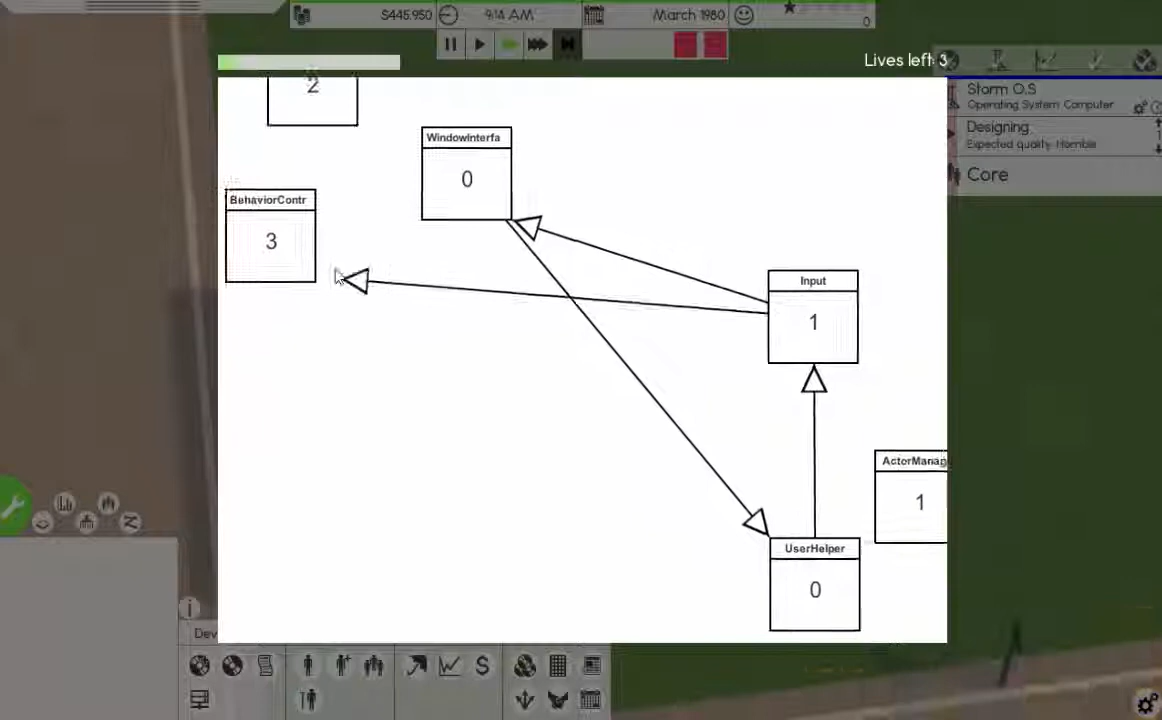 $445.950
9:14 AM
March 1980
0
Lives left: 3
Storm O.S
Operating System Computer
Designing
Expected quality: Horrible
Core
2
WindowInterfa
0
BehaviorContr
3
Input
1
ActorManag
1
UserHelper
0
Dev